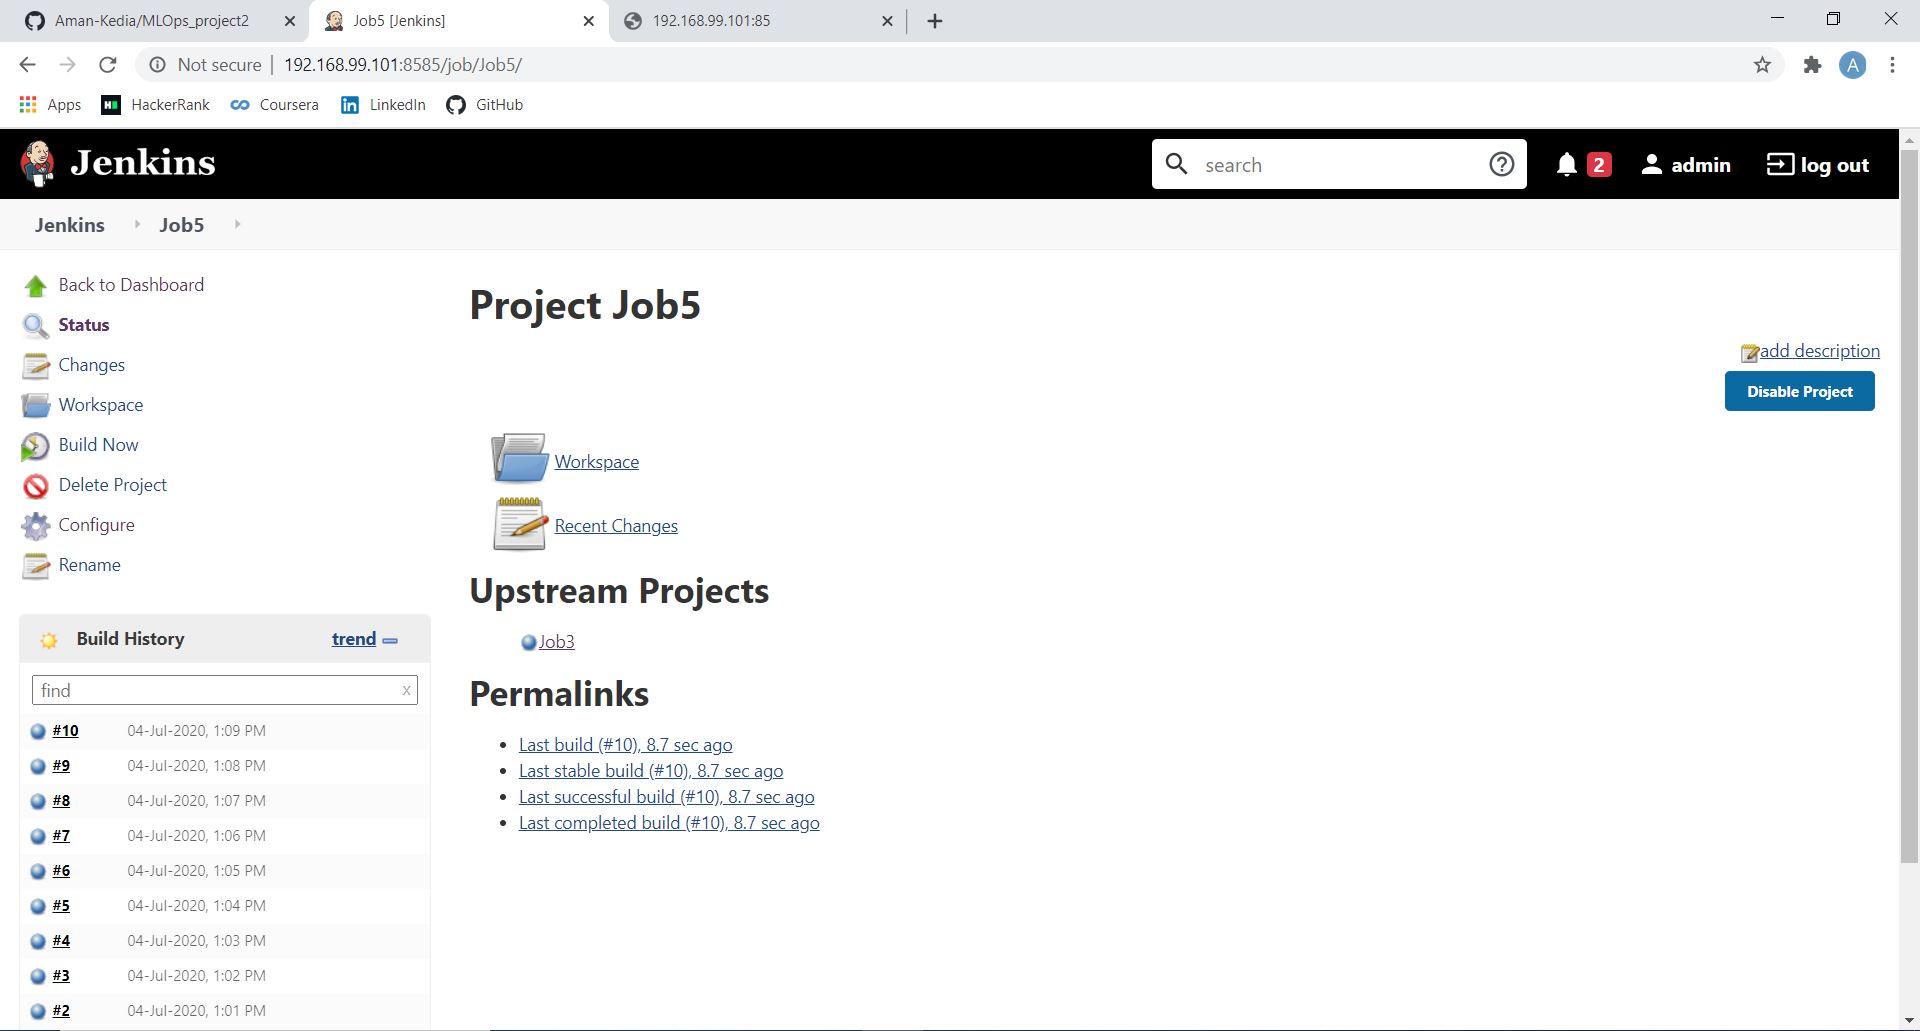 Aman-Kedia/MLOps_project2
Job5 [Jenkins]
192.168.99.101:85
Not secure | 192.168.99.101:8585/job/Job5/
A
Apps
HackerRank
Coursera
LinkedIn
GitHub
Jenkins
search
2
admin
log out
Jenkins
Job5
Back to Dashboard
Status
Changes
Workspace
Build Now
Delete Project
Configure
Rename
Build History
trend
find
x
#10 04-Jul-2020, 1:09 PM
#9 04-Jul-2020, 1:08 PM
#8 04-Jul-2020, 1:07 PM
#7 04-Jul-2020, 1:06 PM
#6 04-Jul-2020, 1:05 PM
#5 04-Jul-2020, 1:04 PM
#4 04-Jul-2020, 1:03 PM
#3 04-Jul-2020, 1:02 PM
#2 04-Jul-2020, 1:01 PM
Project Job5
add description
Disable Project
Workspace
Recent Changes
Upstream Projects
Job3
Permalinks
Last build (#10), 8.7 sec ago
Last stable build (#10), 8.7 sec ago
Last successful build (#10), 8.7 sec ago
Last completed build (#10), 8.7 sec ago